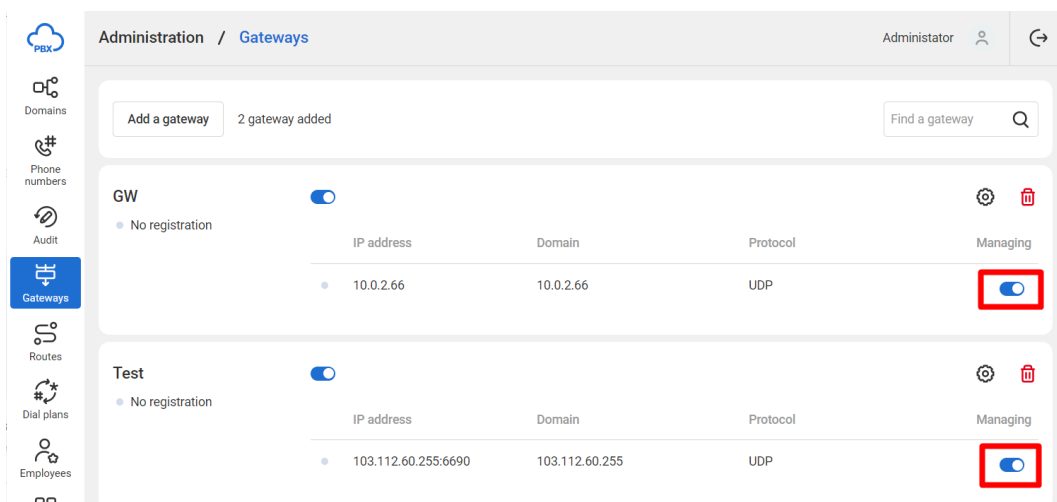 PBX
Administration / Gateways
Administator
Domains
Phone
numbers
Audit
Gateways
Routes
Dial plans
Employees
Add a gateway
2 gateway added
Find a gateway
GW
No registration
IP address Domain Protocol Managing
10.0.2.66 10.0.2.66 UDP
Test
No registration
IP address Domain Protocol Managing
103.112.60.255:6690 103.112.60.255 UDP